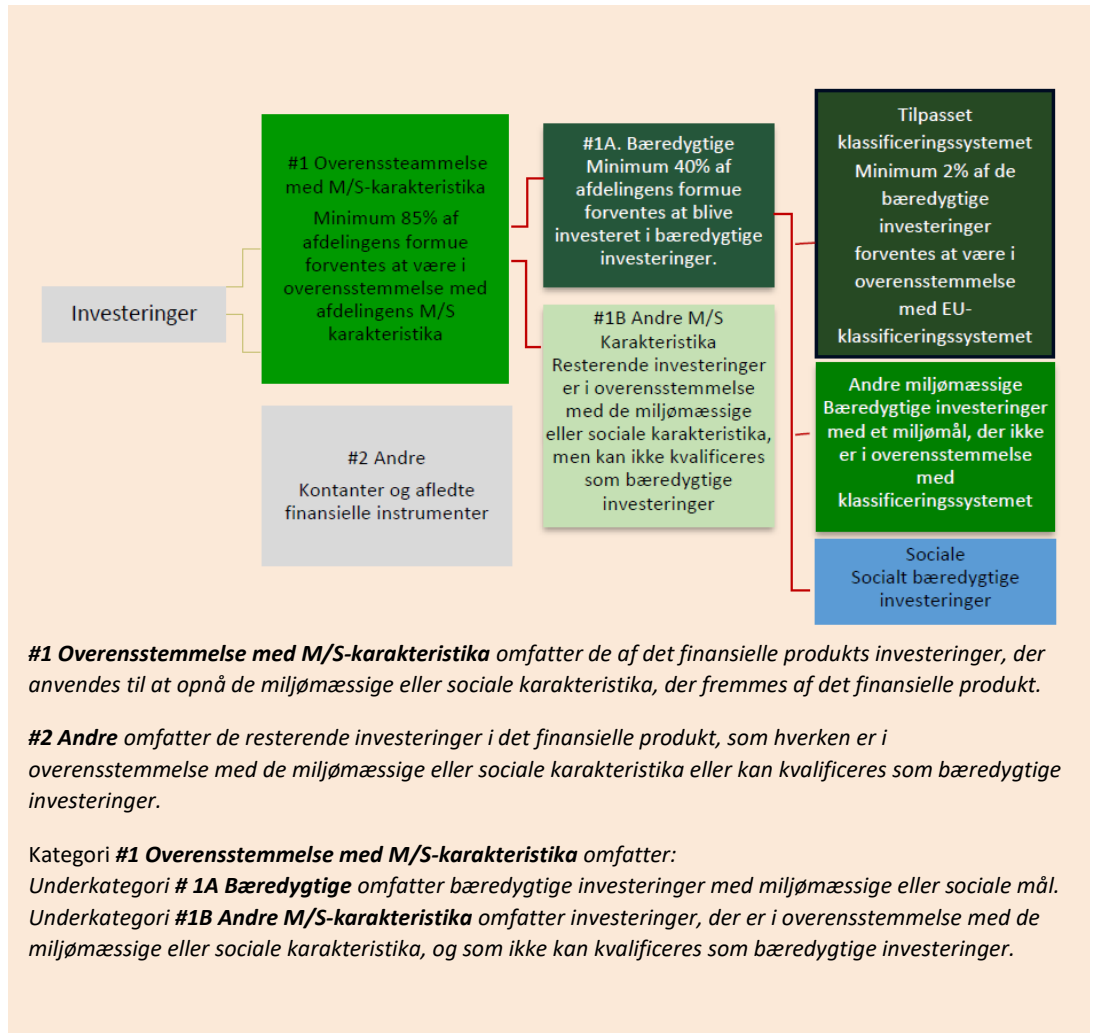 Investeringer
#1 Overenssteammelse
med M/S-karakteristika
Minimum 85% af
afdelingens formue
forventes at være i
overensstemmelse med
afdelingens M/S
karakteristika
#2 Andre
Kontanter og afledte
finansielle instrumenter
#1A. Bæredygtige
Minimum 40% af
afdelingens formue
forventes at blive
investeret i bæredygtige
investeringer.
#1B Andre M/S
Karakteristika
Resterende investeringer
er i overensstemmelse
med de miljømæssige
eller sociale karakteristika,
men kan ikke kvalificeres
som bæredygtige
investeringer
Tilpasset
klassificeringssystemet
Minimum 2% af de
bæredygtige
investeringer
forventes at være i
overensstemmelse
med EU-
klassificeringssystemet
Andre miljømæssige
Bæredygtige investeringer
med et miljømål, der ikke
er i overensstemmelse
med
klassificeringssystemet
Sociale
Socialt bæredygtige
investeringer
#1 Overensstemmelse med M/S-karakteristika omfatter de af det finansielle produkts investeringer, der
anvendes til at opnå de miljømæssige eller sociale karakteristika, der fremmes af det finansielle produkt.
#2 Andre omfatter de resterende investeringer i det finansielle produkt, som hverken er i
overensstemmelse med de miljømæssige eller sociale karakteristika eller kan kvalificeres som bæredygtige
investeringer.
Kategori #1 Overensstemmelse med M/S-karakteristika omfatter:
Underkategori # 1A Bæredygtige omfatter bæredygtige investeringer med miljømæssige eller sociale mål.
Underkategori #1B Andre M/S-karakteristika omfatter investeringer, der er i overensstemmelse med de
miljømæssige eller sociale karakteristika, og som ikke kan kvalificeres som bæredygtige investeringer.